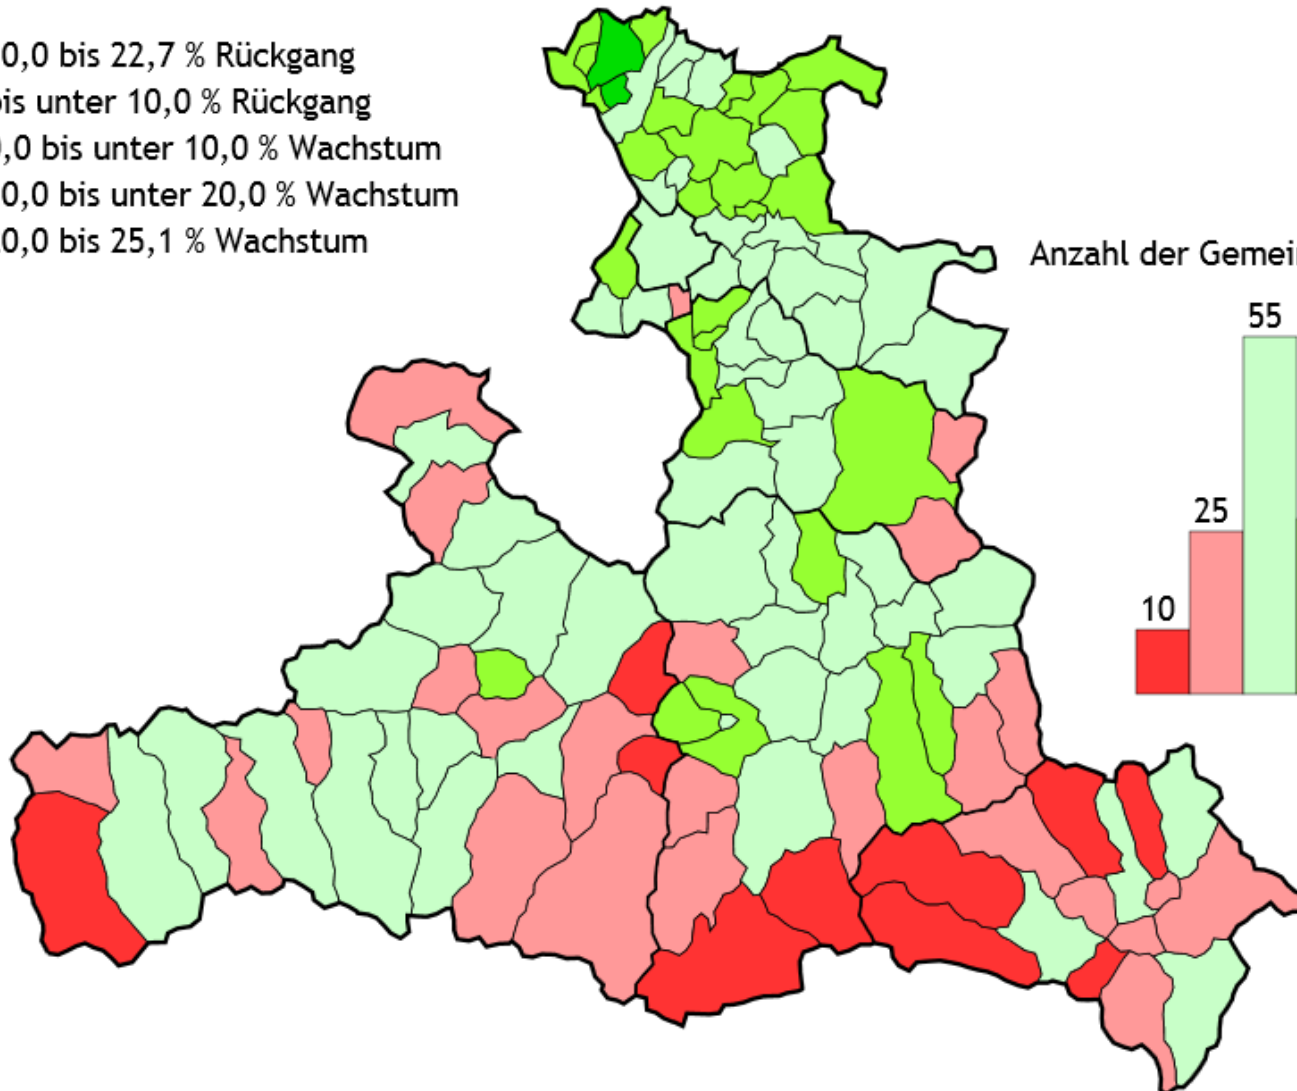 0,0 bis 22,7 % Rückgang
bis unter 10,0 % Rückgang
0,0 bis unter 10,0 % Wachstum
0,0 bis unter 20,0 % Wachstum
0,0 bis 25,1 % Wachstum
Anzahl der Gemei
55
25
10